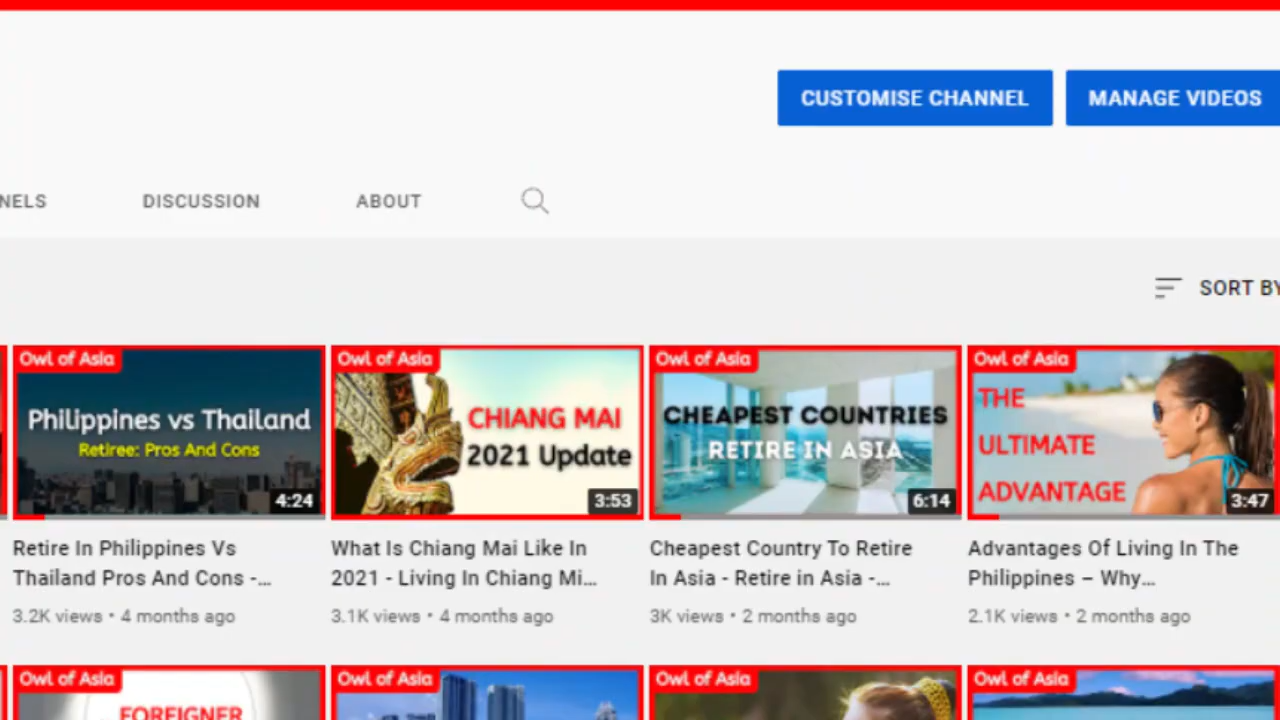 CUSTOMISE CHANNEL
MANAGE VIDEOS
NELS
DISCUSSION
ABOUT
SORT BY
Owl of Asia
Philippines vs Thailand
Retiree: Pros And Cons
4:24
Retire In Philippines Vs
Thailand Pros And Cons -...
3.2K views • 4 months ago
Owl of Asia
CHIANG MAI
2021 Update
3:53
What Is Chiang Mai Like In
2021 - Living In Chiang Mi...
3.1K views • 4 months ago
Owl of Asia
CHEAPEST COUNTRIES
RETIRE IN ASIA
6:14
Cheapest Country To Retire
In Asia - Retire in Asia -...
3K views • 2 months ago
Owl of Asia
THE
ULTIMATE
ADVANTAGE
3:47
Advantages Of Living In The
Philippines – Why...
2.1K views • 2 months ago
Owl of Asia
FOREIGNER
Owl of Asia
Owl of Asia
Owl of Asia